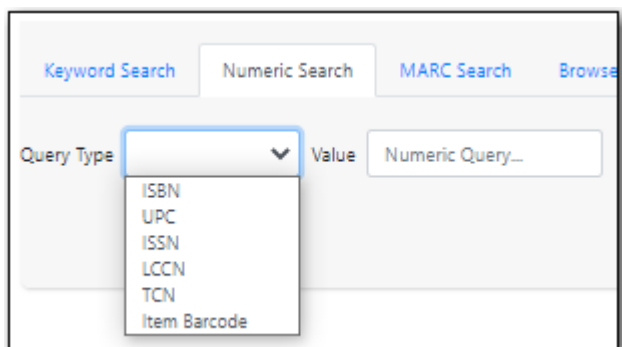 Keyword Search Numeric Search MARC Search Browse
Query Type Value Numeric Query...
ISBN
UPC
ISSN
LCCN
TCN
Item Barcode